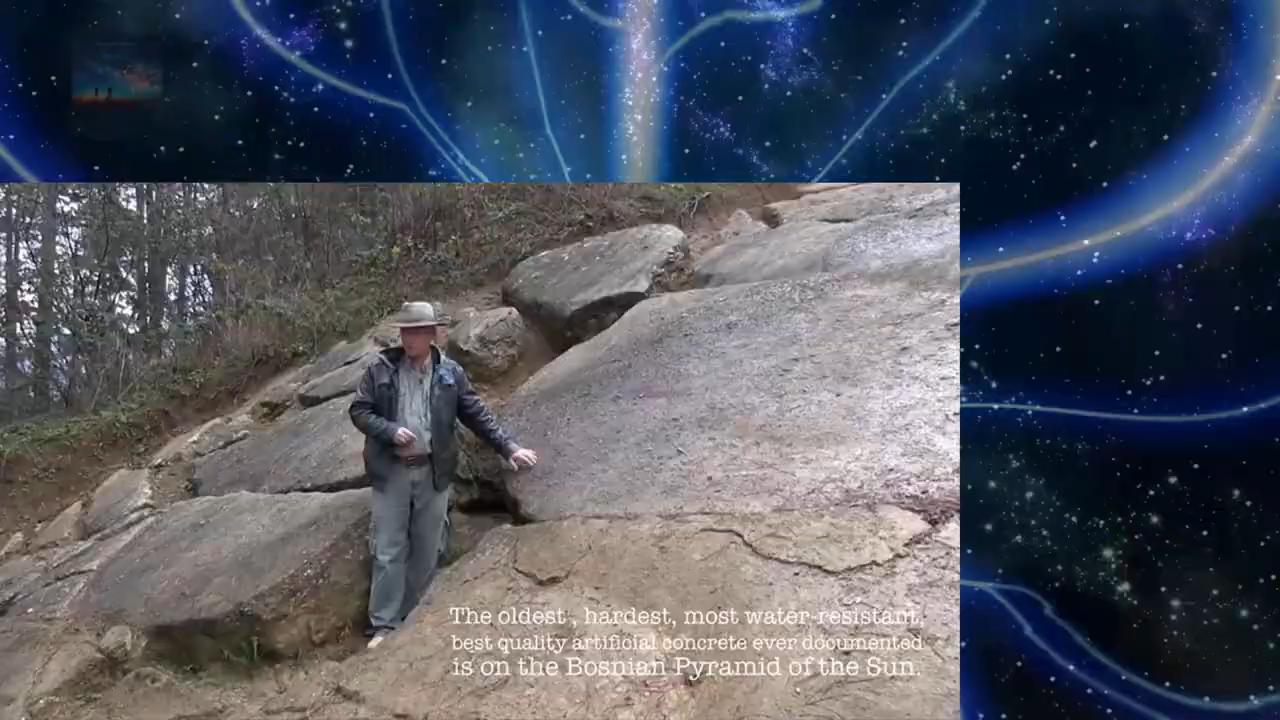 The oldest , hardest, most water-resistant,
best quality artificial concrete ever documented
is on the Bosnian Pyramid of the Sun.